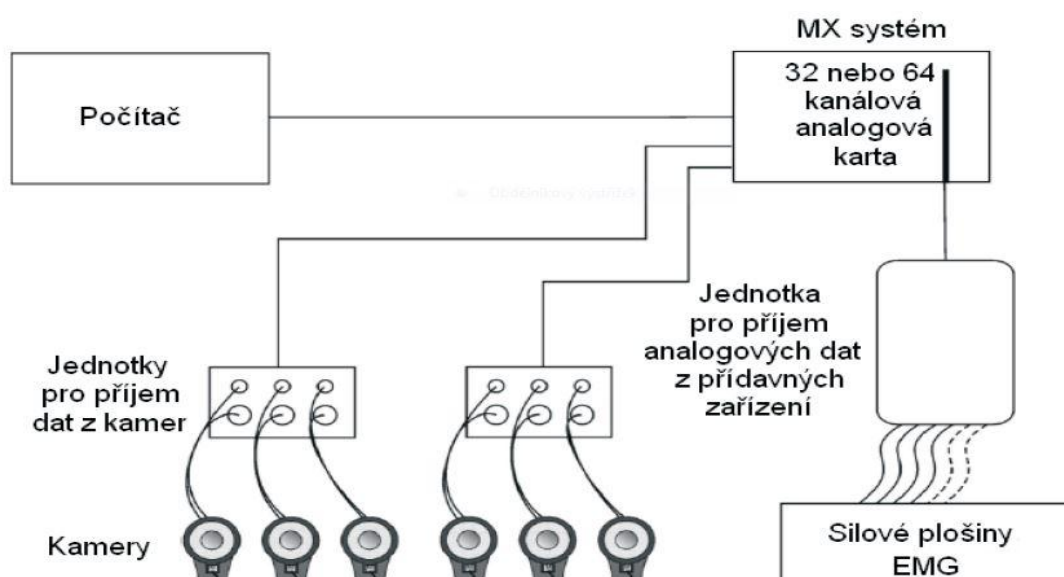 MX systém
32 nebo 64
kanálová
analogová
karta
Počítač
Jednotka
pro příjem
analogových dat
z přídavných
zařízení
Jednotky
pro příjem
dat z kamer
Kamery
Silové plošiny
EMG